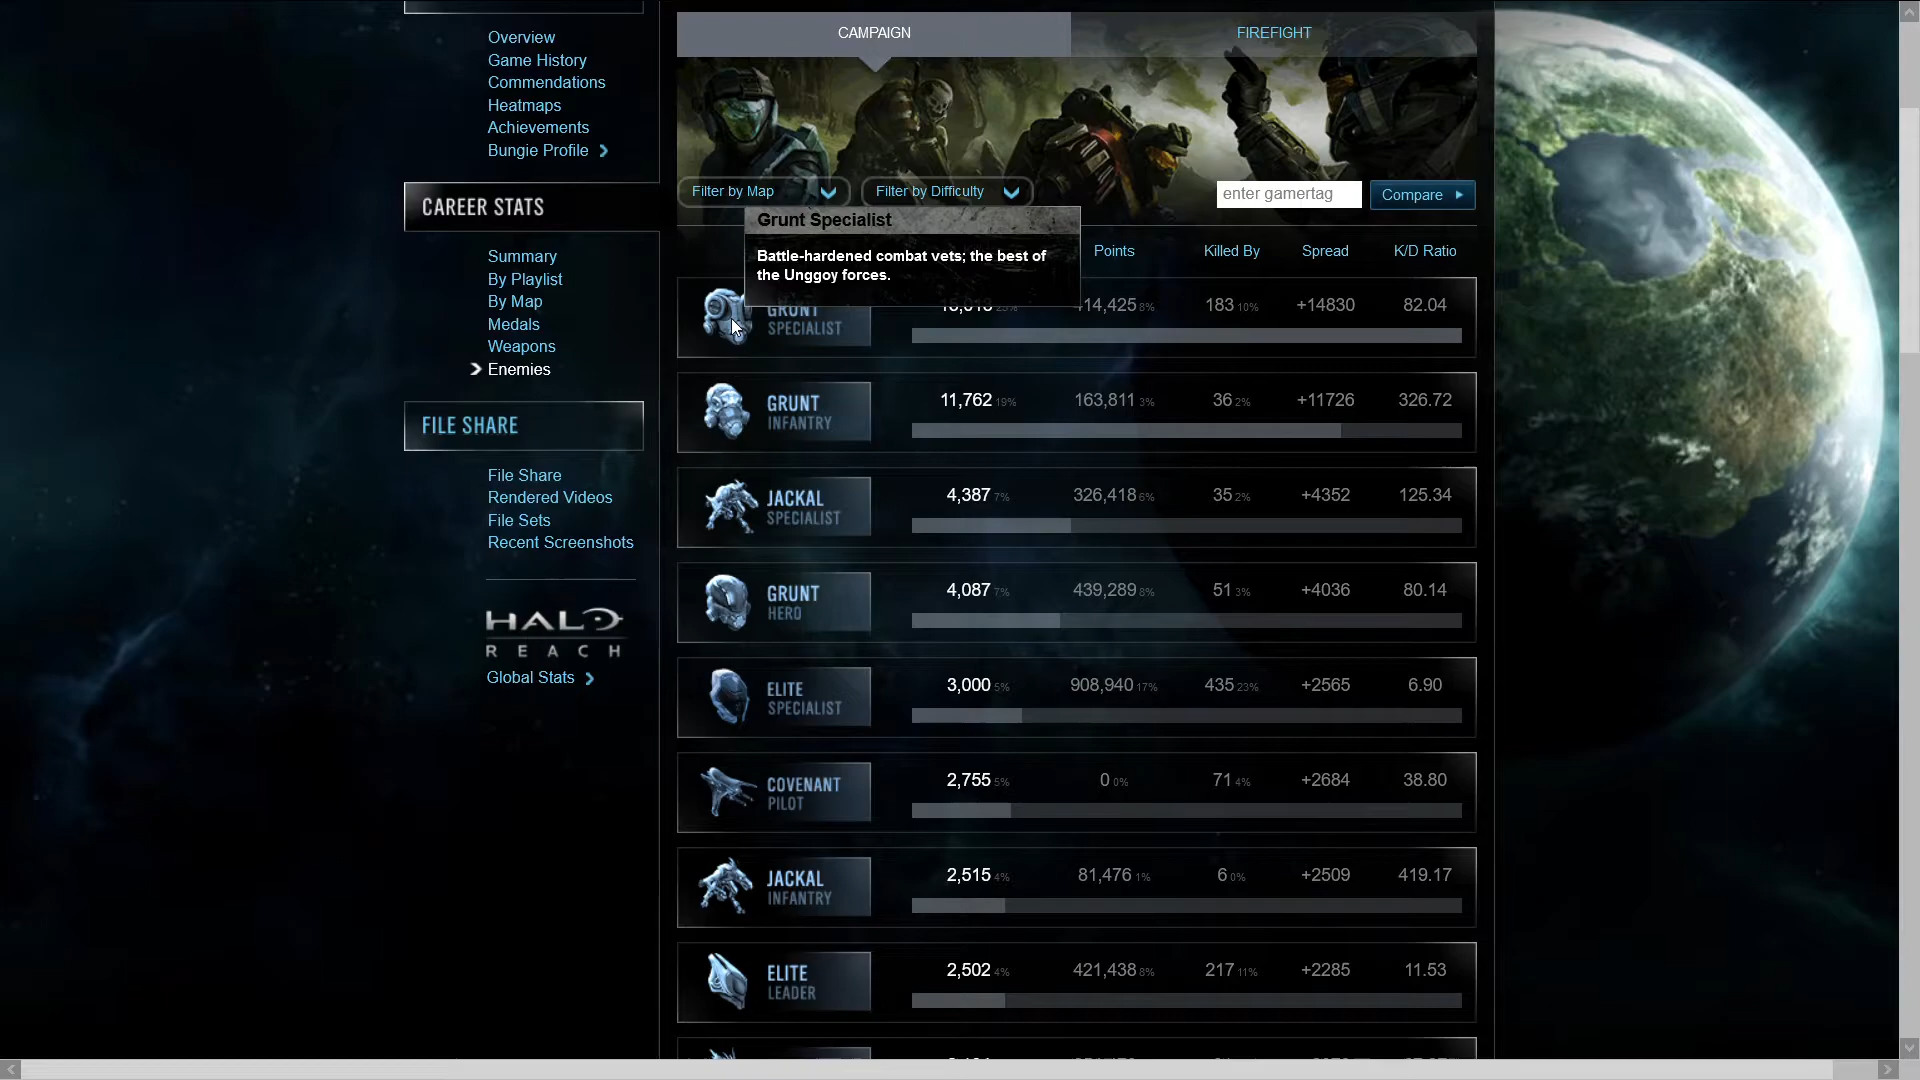 Overview
Game History
Commendations
Heatmaps
Achievements
Bungie Profile
CAREER STATS
Summary
By Playlist
By Map
Medals
Weapons
Enemies
FILE SHARE
File Share
Rendered Videos
File Sets
Recent Screenshots
HALO
REACH
Global Stats
CAMPAIGN FIREFIGHT
Filter by Map Filter by Difficulty enter gamertag Compare
Grunt Specialist
Battle-hardened combat vets; the best of
the Unggoy forces.
Points Killed By Spread K/D Ratio
GRUNT SPECIALIST 414,425 8% 183 10% +14830 82.04
GRUNT INFANTRY 11,762 19% 163,811 3% 36 2% +11726 326.72
JACKAL SPECIALIST 4,387 7% 326,418 6% 35 2% +4352 125.34
GRUNT HERO 4,087 7% 439,289 8% 51 3% +4036 80.14
ELITE SPECIALIST 3,000 5% 908,940 17% 435 23% +2565 6.90
COVENANT PILOT 2,755 5% 0 0% 71 4% +2684 38.80
JACKAL INFANTRY 2,515 4% 81,476 1% 6 0% +2509 419.17
ELITE LEADER 2,502 4% 421,438 8% 217 11% +2285 11.53